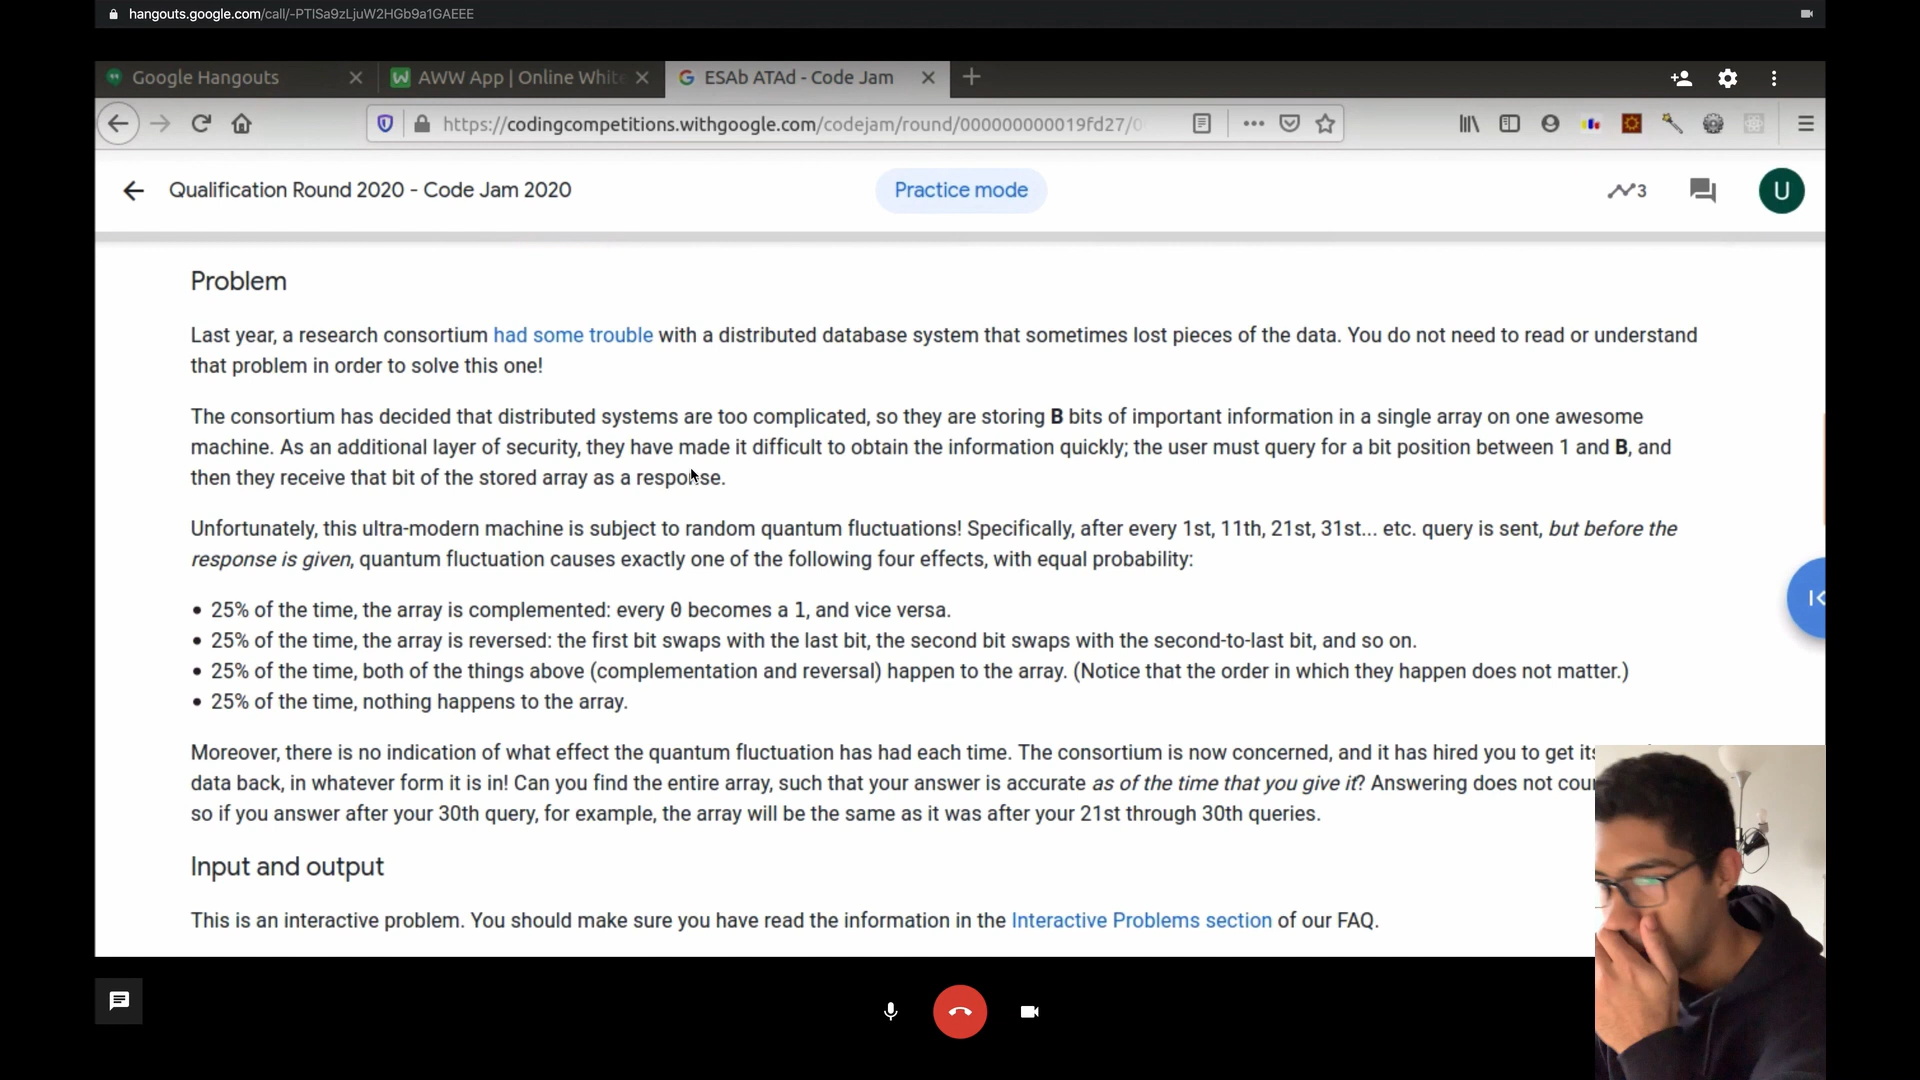 hangouts.google.com/call/-PTISa9zLjuW2HGb9a1GAEEE
Google Hangouts
AWW App | Online White
ESAb ATAd - Code Jam
https://codingcompetitions.withgoogle.com/codejam/round/000000000019fd27/0
Qualification Round 2020 - Code Jam 2020
Practice mode
3
U
Problem
Last year, a research consortium had some trouble with a distributed database system that sometimes lost pieces of the data. You do not need to read or understand
that problem in order to solve this one!
The consortium has decided that distributed systems are too complicated, so they are storing B bits of important information in a single array on one awesome
machine. As an additional layer of security, they have made it difficult to obtain the information quickly; the user must query for a bit position between 1 and B, and
then they receive that bit of the stored array as a response.
Unfortunately, this ultra-modern machine is subject to random quantum fluctuations! Specifically, after every 1st, 11th, 21st, 31st... etc. query is sent, but before the
response is given, quantum fluctuation causes exactly one of the following four effects, with equal probability:
• 25% of the time, the array is complemented: every 0 becomes a 1, and vice versa.
• 25% of the time, the array is reversed: the first bit swaps with the last bit, the second bit swaps with the second-to-last bit, and so on.
• 25% of the time, both of the things above (complementation and reversal) happen to the array. (Notice that the order in which they happen does not matter.)
• 25% of the time, nothing happens to the array.
Moreover, there is no indication of what effect the quantum fluctuation has had each time. The consortium is now concerned, and it has hired you to get its
data back, in whatever form it is in! Can you find the entire array, such that your answer is accurate as of the time that you give it? Answering does not cou
so if you answer after your 30th query, for example, the array will be the same as it was after your 21st through 30th queries.
Input and output
This is an interactive problem. You should make sure you have read the information in the Interactive Problems section of our FAQ.